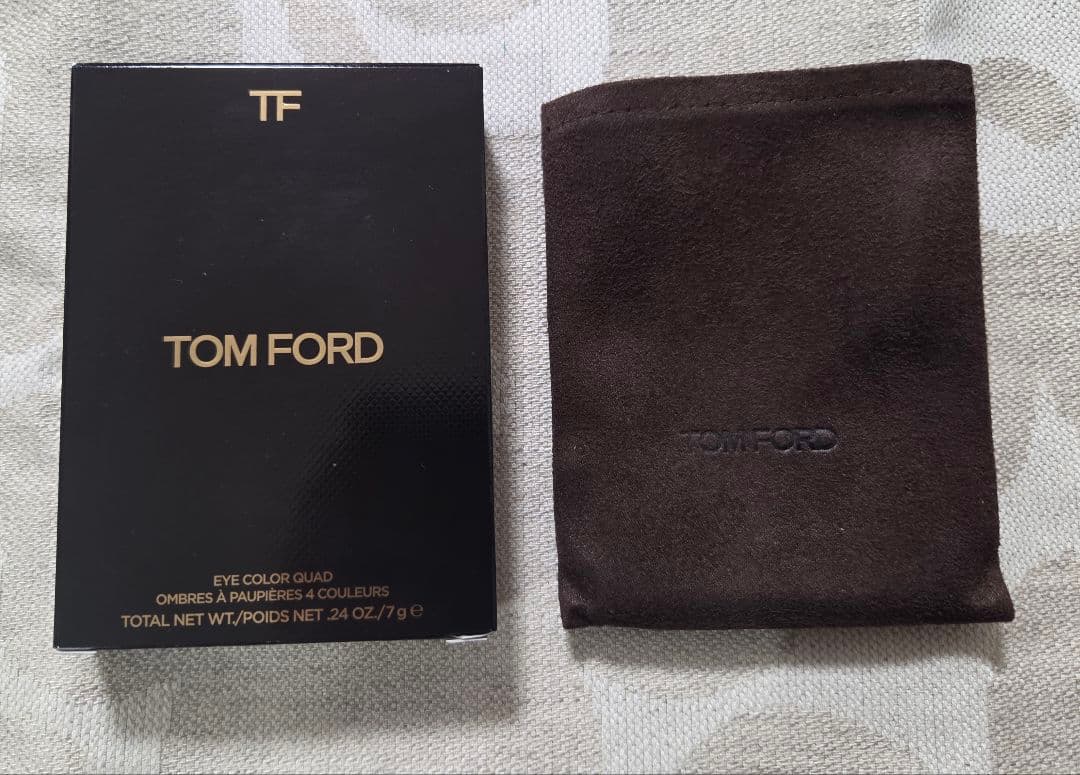 TF
TOM FORD
EYE COLOR QUAD
OMBRES À PAUPIÈRES 4 COULEURS
TOTAL NET WT./POIDS NET .24 OZ./7 g ℮
TOM FORD